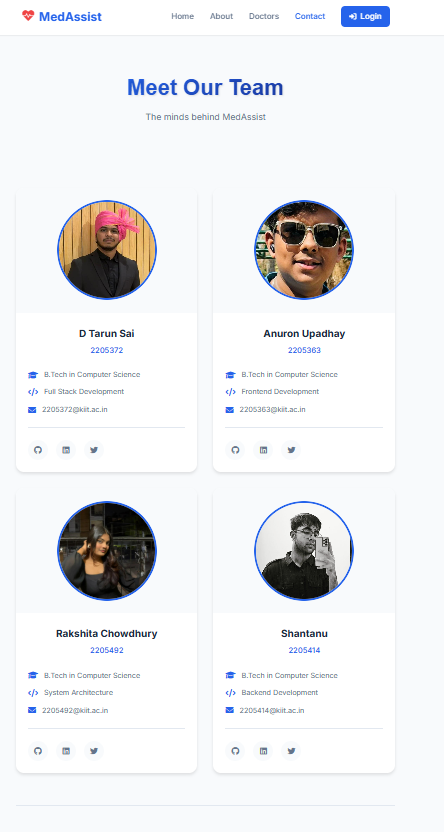 MedAssist
Home About Doctors Contact Login
Meet Our Team
The minds behind MedAssist
D Tarun Sai
2205372
B.Tech in Computer Science
Full Stack Development
2205372@kiit.ac.in
Anuron Upadhay
2205363
B.Tech in Computer Science
Frontend Development
2205363@kiit.ac.in
Rakshita Chowdhury
2205492
B.Tech in Computer Science
System Architecture
2205492@kiit.ac.in
Shantanu
2205414
B.Tech in Computer Science
Backend Development
2205414@kiit.ac.in